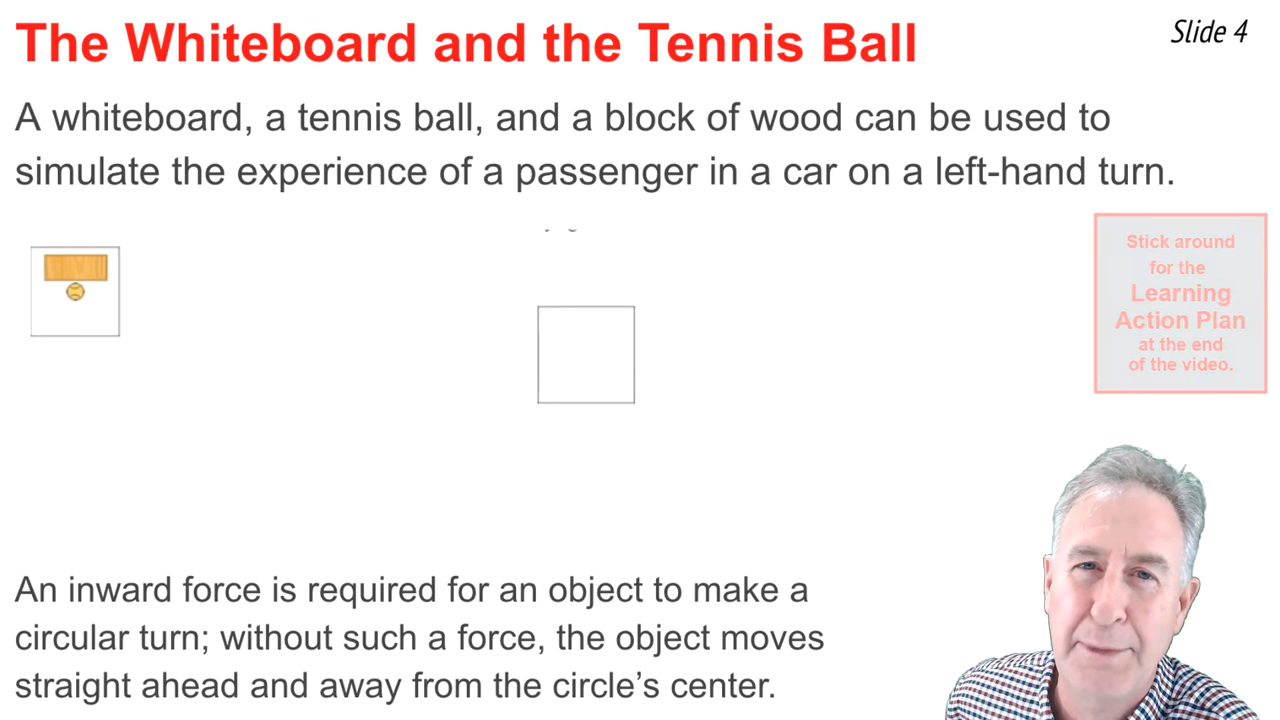 The Whiteboard and the Tennis Ball
Slide 4
A whiteboard, a tennis ball, and a block of wood can be used to
simulate the experience of a passenger in a car on a left-hand turn.
Stick around
for the
Learning
Action Plan
at the end
of the video.
An inward force is required for an object to make a
circular turn; without such a force, the object moves
straight ahead and away from the circle's center.